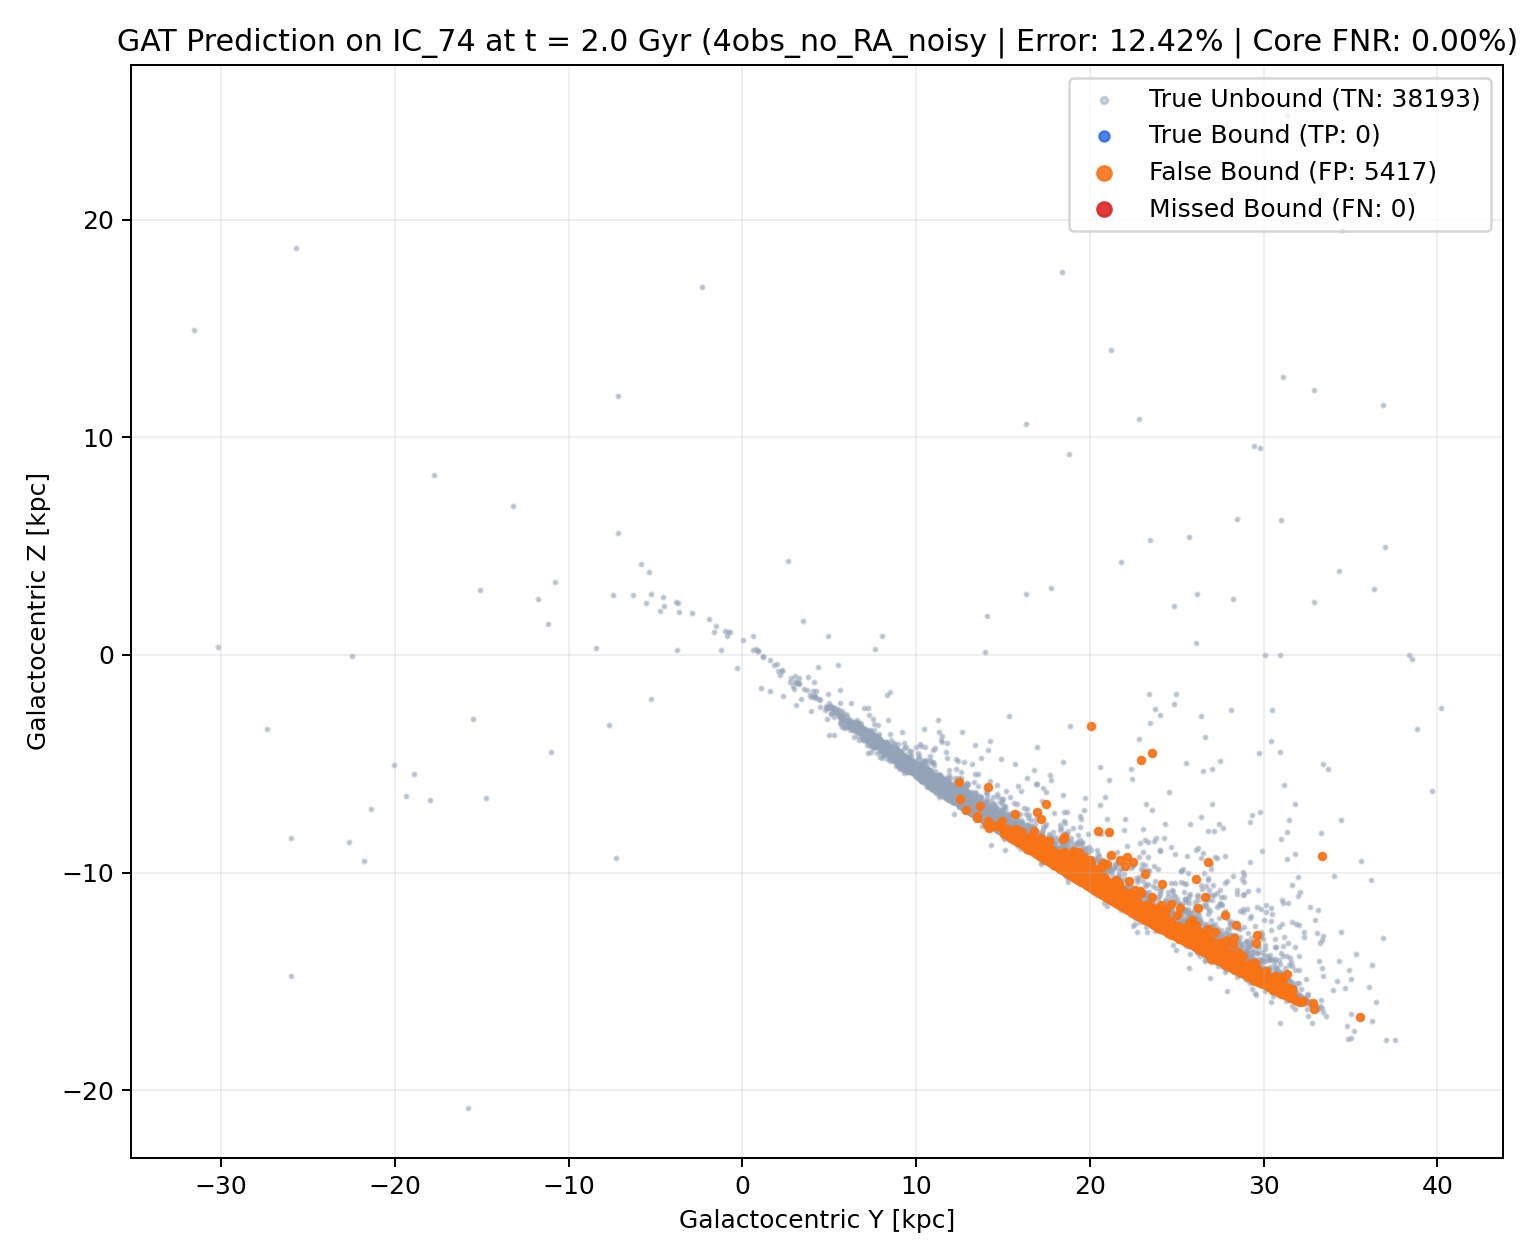 GAT Prediction on IC_74 at t = 2.0 Gyr (4obs_no_RA_noisy | Error: 12.42% | Core FNR: 0.00%)
True Unbound (TN: 38193)
True Bound (TP: 0)
False Bound (FP: 5417)
Missed Bound (FN: 0)
Galactocentric Z [kpc]
20
10
0
−10
−20
−30 −20 −10 0 10 20 30 40
Galactocentric Y [kpc]